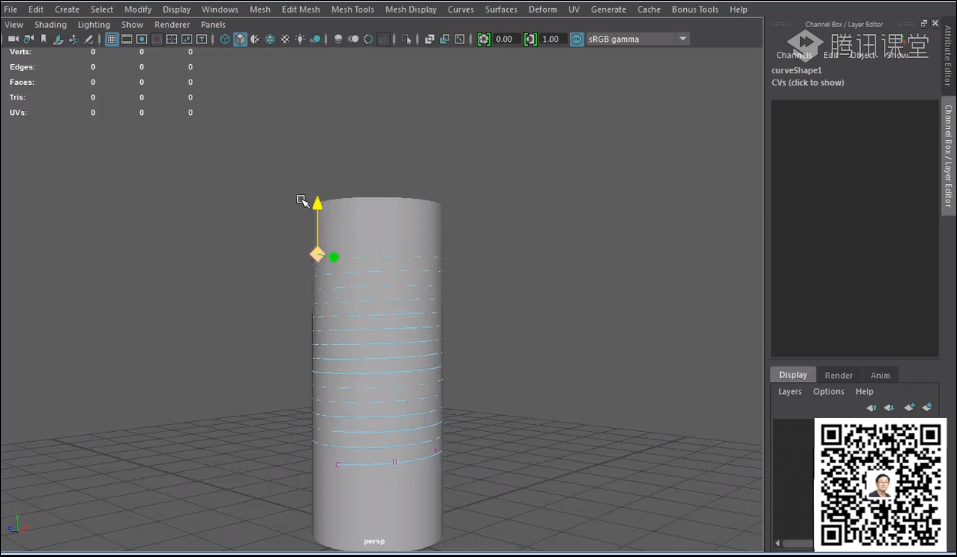 File Edit Create Select Modify Display Windows Mesh Edit Mesh Mesh Tools Mesh Display Curves Surfaces Deform UV Generate Cache Bonus Tools Help
View Shading Lighting Show Renderer Panels
Channel Box / Layer Editor
0.00 1.00 sRGB gamma
腾讯课堂
Verts: 0 0 0
Edges: 0 0 0
Faces: 0 0 0
Tris: 0 0 0
UVs: 0 0 0
Channels Edit Object Show
curveShape1
CVs (click to show)
Attribute Editor
Channel Box / Layer Editor
Display Render Anim
Layers Options Help
persp